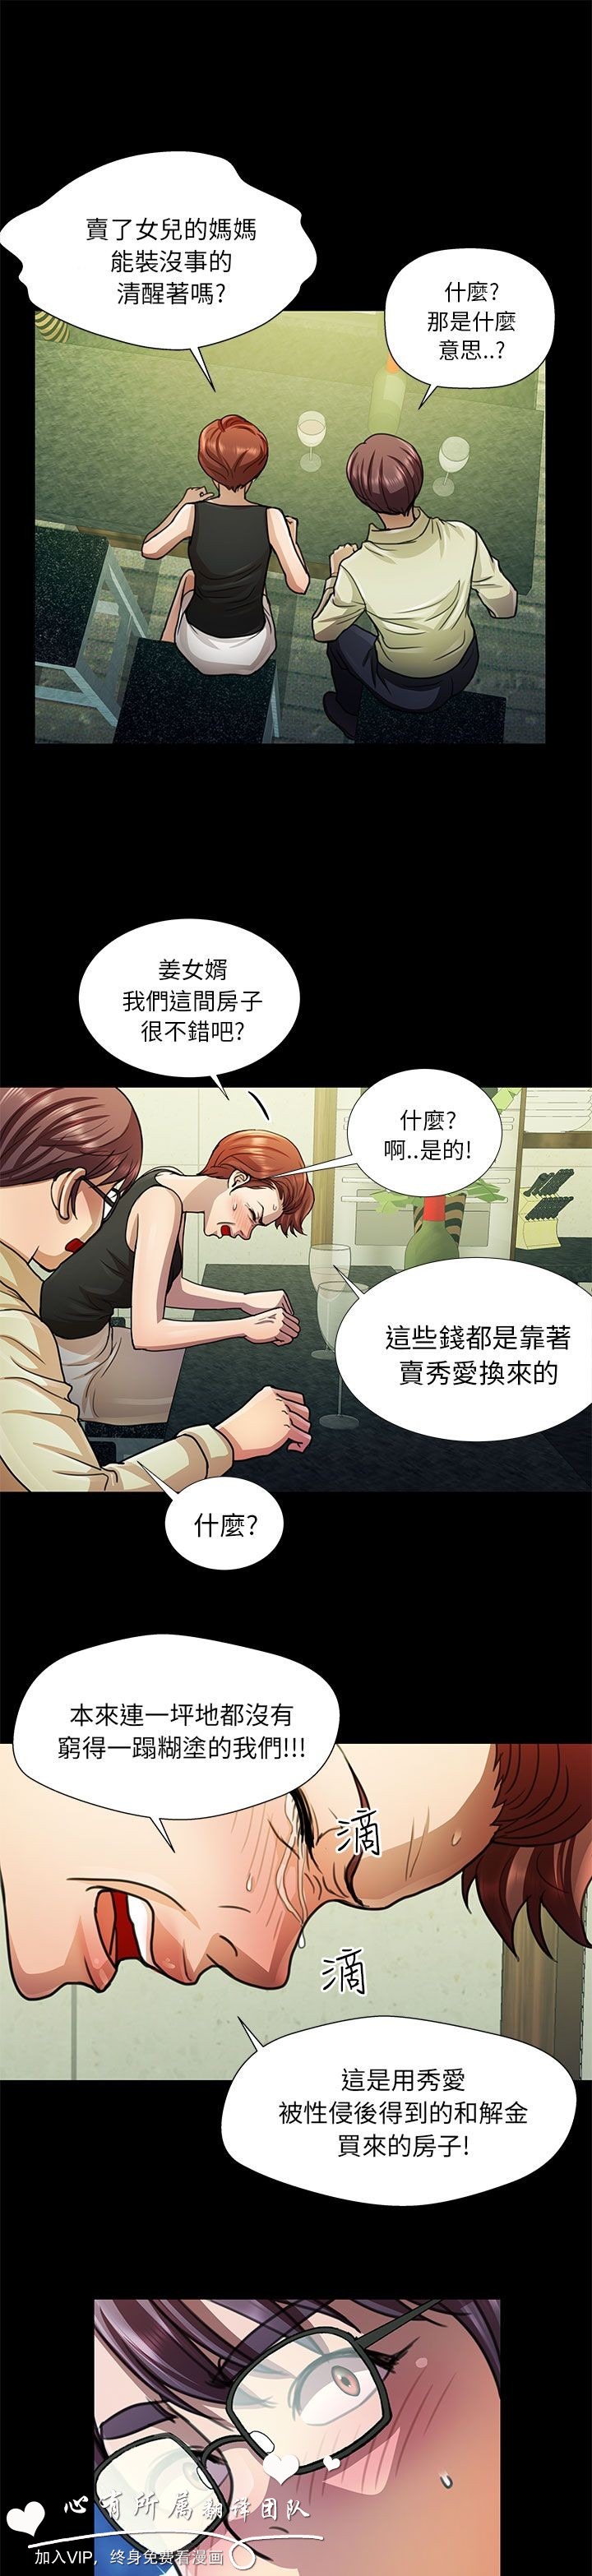 賣了女兒的媽媽
能裝沒事的
清醒著嗎?
什麼?
那是什麼
意思..?
姜女婿
我們這間房子
很不錯吧?
什麼?
啊..是的!
這些錢都是靠著
賣秀愛換來的
什麼?
本來連一坪地都沒有
窮得一蹋糊塗的我們!!!
滴
滴
這是用秀愛
被性侵後得到的和解金
買來的房子!
心有所属翻译团队
加入VIP，终身免费看漫画